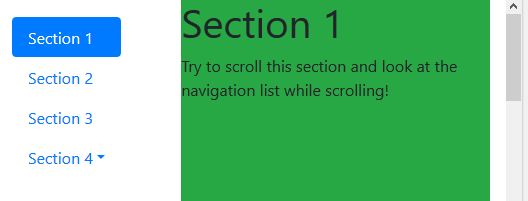 Section 1
Section 2
Section 3
Section 4
Section 1
Try to scroll this section and look at the
navigation list while scrolling!